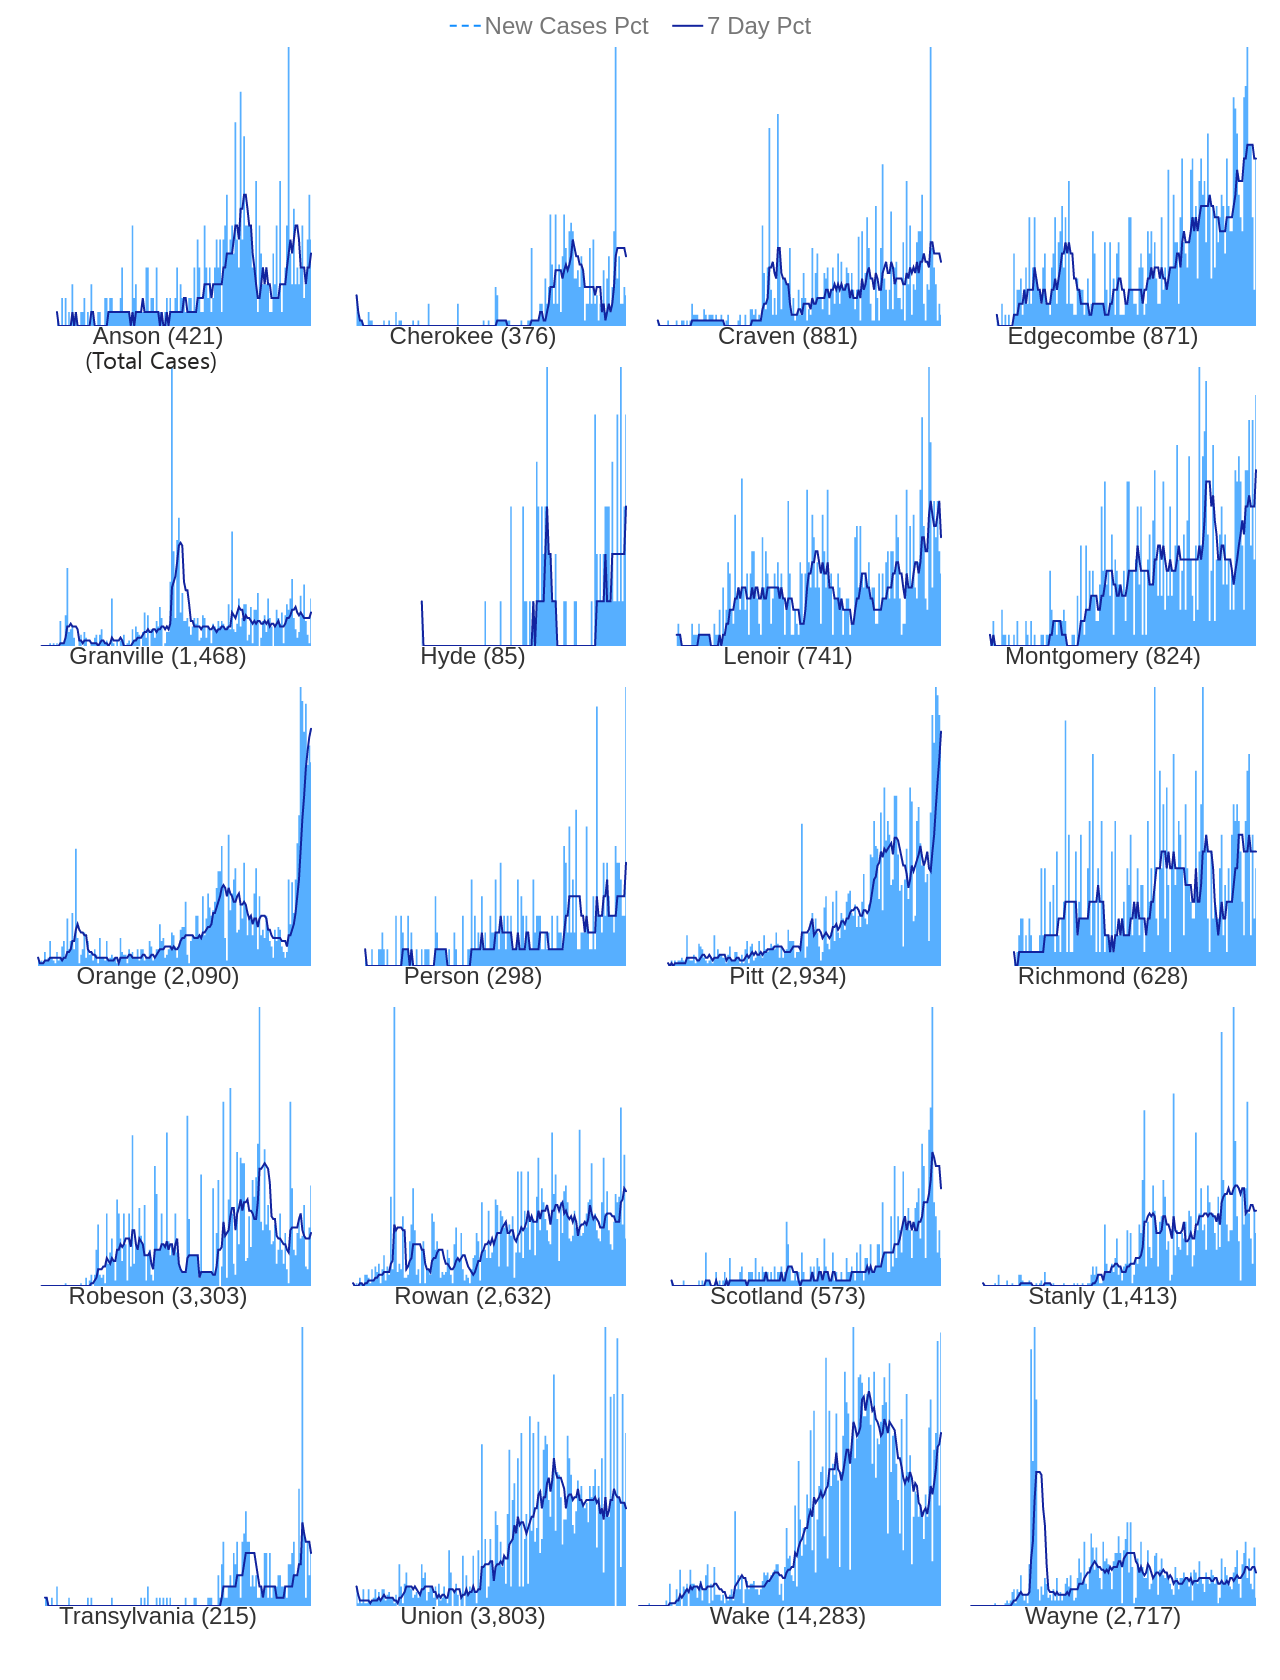 New Cases Pct 7 Day Pct
Anson (421) Cherokee (376) Craven (881) Edgecombe (871)
(Total Cases)
Granville (1,468) Hyde (85) Lenoir (741) Montgomery (824)
Orange (2,090) Person (298) Pitt (2,934) Richmond (628)
Robeson (3,303) Rowan (2,632) Scotland (573) Stanly (1,413)
Transylvania (215) Union (3,803) Wake (14,283) Wayne (2,717)